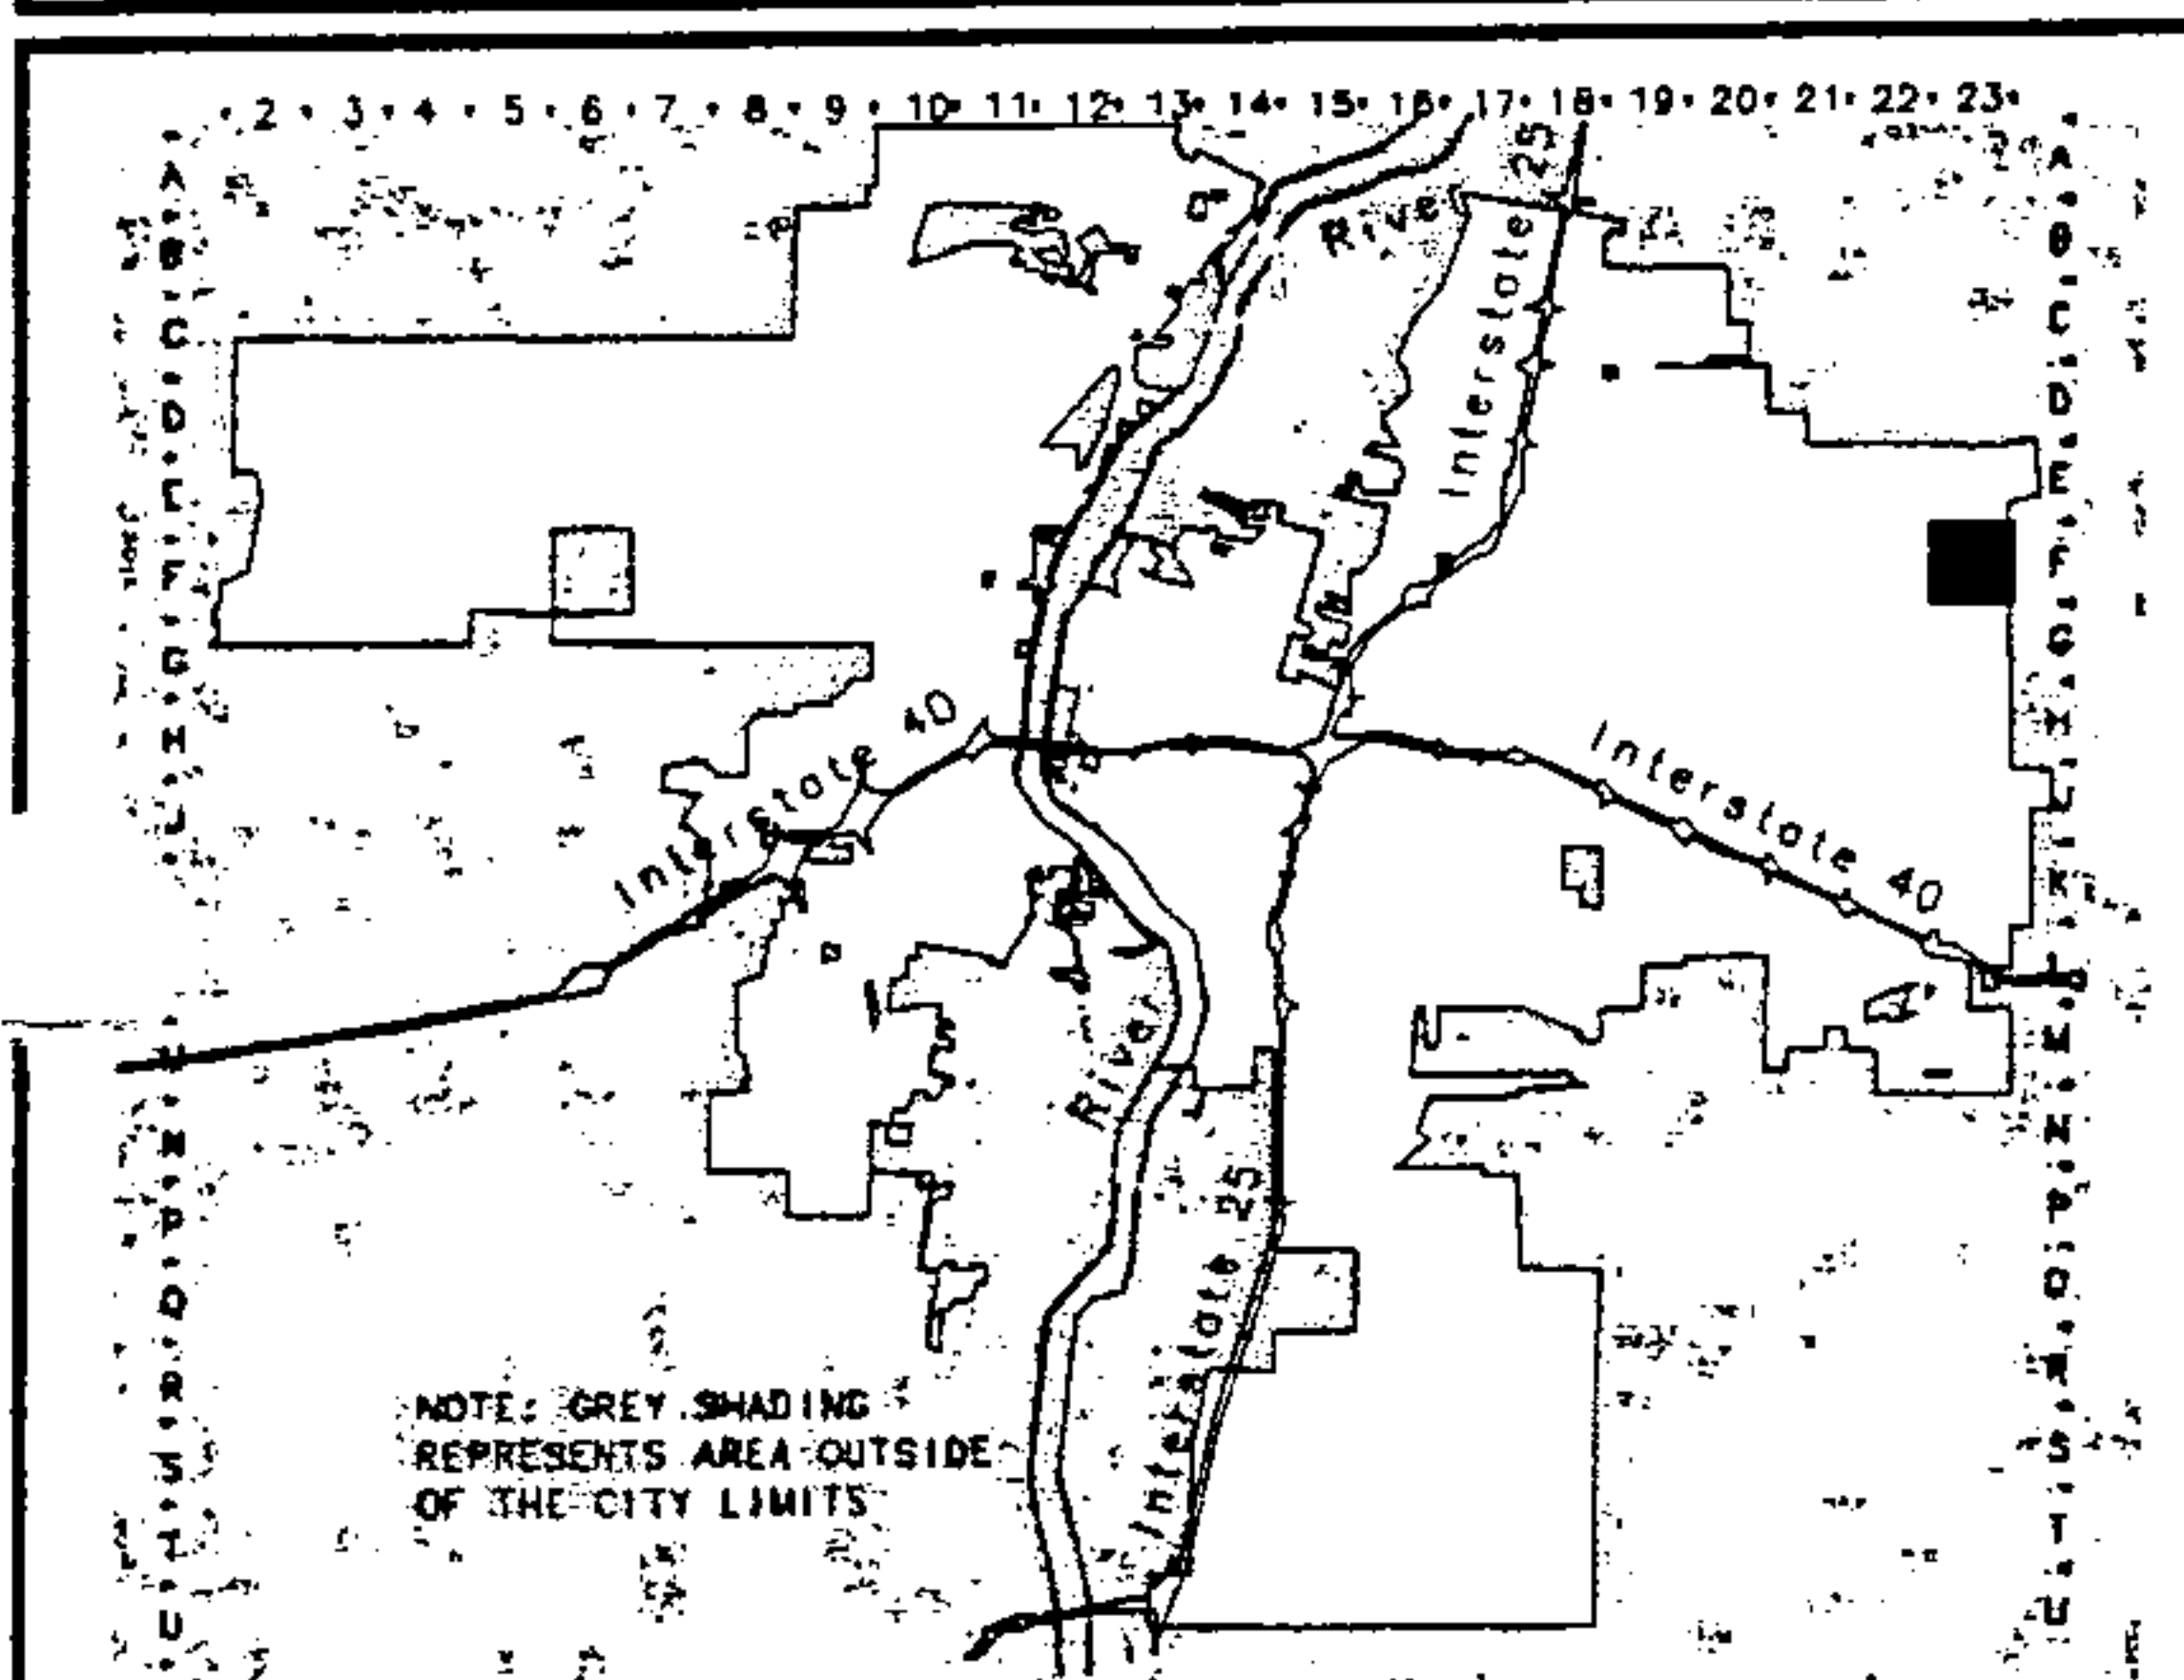 2 3 4 5 6 7 8 9 10 11 12 13 14 15 16 17 18 19 20 21 22 23
A
B
C
D
E
F
G
H
J
M
N
P
Q
R
S
T
U
A
B
C
D
E
F
G
H
J
K
L
M
N
P
Q
R
S
T
U
Interstate 25
Interstate 40
Interstate 40
River
Interstate 25
NOTE: GREY SHADING
REPRESENTS AREA OUTSIDE
OF THE CITY LIMITS